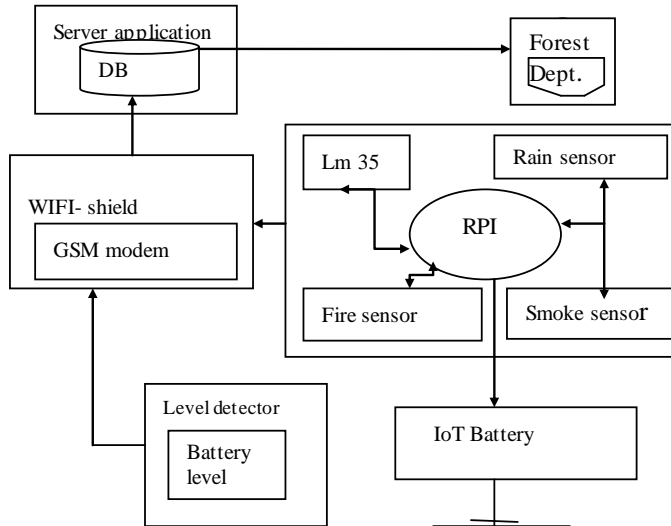 Server application
DB
Forest
Dept.
Lm 35
Rain sensor
WIFI- shield
GSM modem
RPI
Fire sensor
Smoke sensor
Level detector
Battery
level
IoT Battery